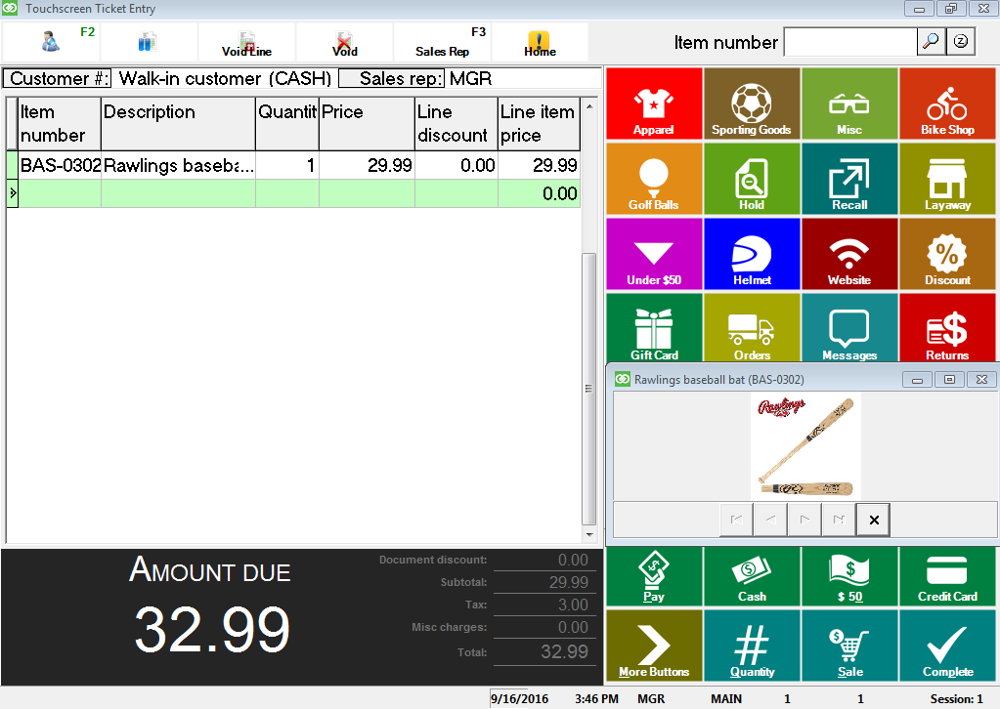 Touchscreen Ticket Entry
F2
Void Line
Void
F3
Sales Rep
Home
Item number
Customer #: Walk-in customer (CASH) Sales rep: MGR
Item number Description Quantit Price Line discount Line item price
BAS-0302 Rawlings baseba... 1 29.99 0.00 29.99
0.00
Apparel Sporting Goods Misc Bike Shop
Golf Balls Hold Recall Layaway
Under $50 Helmet Website Discount
Gift Card Orders Messages Returns
Rawlings baseball bat (BAS-0302)
Rawlings
Pay Cash $ 50 Credit Card
More Buttons Quantity Sale Complete
AMOUNT DUE
32.99
Document discount: 0.00
Subtotal: 29.99
Tax: 3.00
Misc charges: 0.00
Total: 32.99
9/16/2016 3:46 PM MGR MAIN 1 1 Session: 1